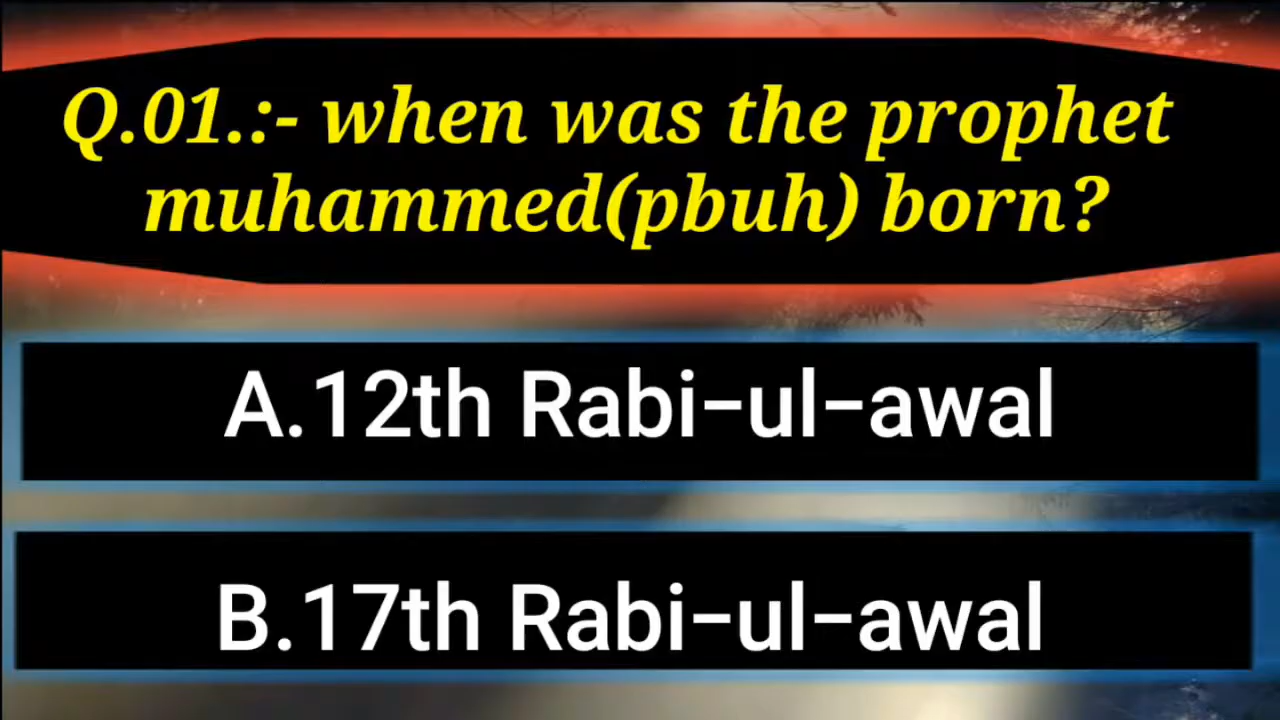 Q.01.:- when was the prophet
muhammed(pbuh) born?
A.12th Rabi-ul-awal
B.17th Rabi-ul-awal